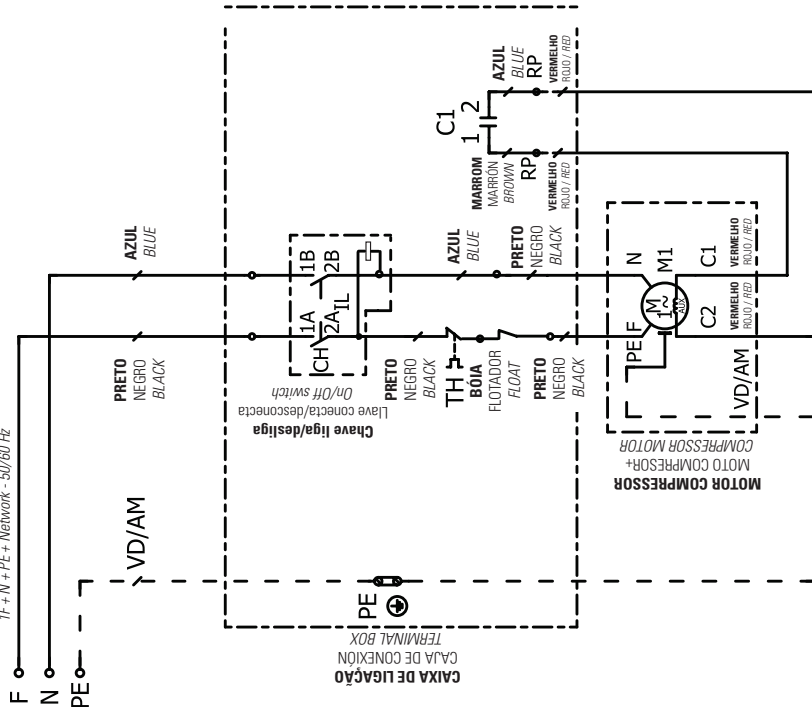 1F + N + PE + Network - 50/60 Hz
F
N
PE
PRETO
NEGRO
BLACK
AZUL
BLUE
VD/AM
CAIXA DE LIGAÇÃO
CAJA DE CONEXIÓN
TERMINAL BOX
PE
Chave liga/desliga
Llave conecta/desconecta
On/Off switch
CH
1A
2A
IL
1B
2B
PRETO
NEGRO
BLACK
TH
BÓIA
FLOTADOR
FLOAT
PRETO
NEGRO
BLACK
AZUL
BLUE
PRETO
NEGRO
BLACK
C1
1
2
MARROM
MARRÓN
BROWN
RP
VERMELHO
ROJO / RED
AZUL
BLUE
RP
VERMELHO
ROJO / RED
MOTOR COMPRESSOR
MOTO COMPRESOR+
COMPRESSOR MOTOR
PE
F
N
M
1~
AUX
M1
VD/AM
C2
VERMELHO
ROJO / RED
C1
VERMELHO
ROJO / RED